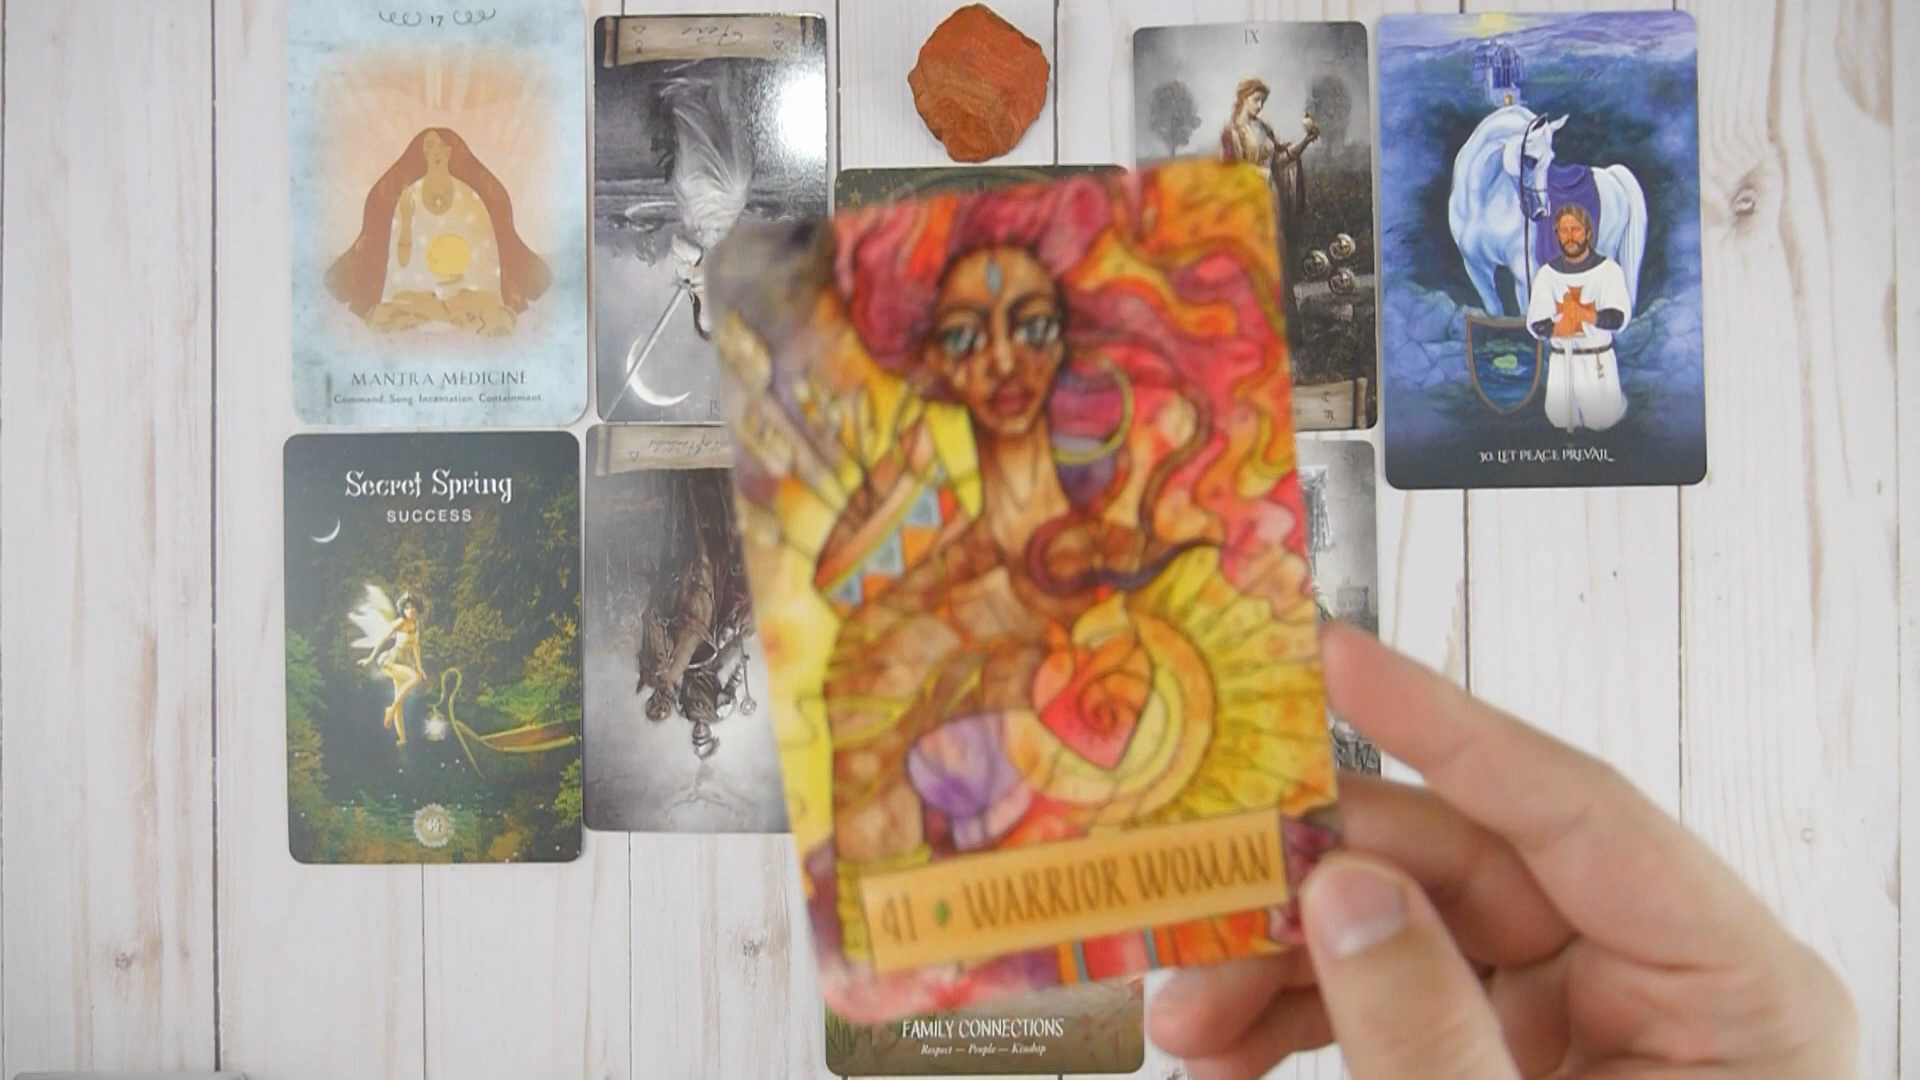 17
MANTRA MEDICINE
Command. Song. Incantation. Containment.
IX
30. LET PEACE PREVAIL
Secret Spring
SUCCESS
41 WARRIOR WOMAN
FAMILY CONNECTIONS
Respect — People — Kinship